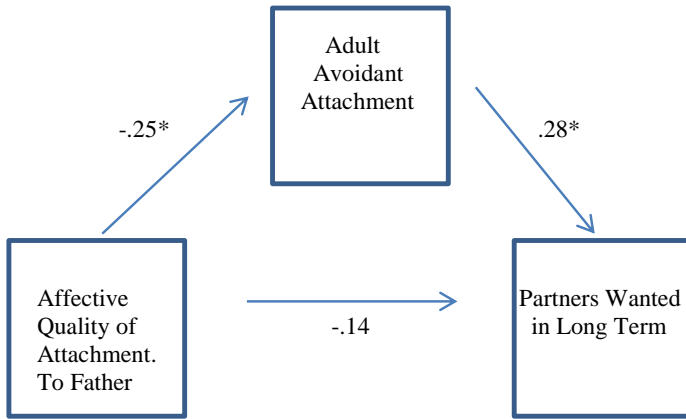 Adult
Avoidant
Attachment
-.25*
.28*
Affective
Quality of
Attachment.
To Father
-.14
Partners Wanted
in Long Term